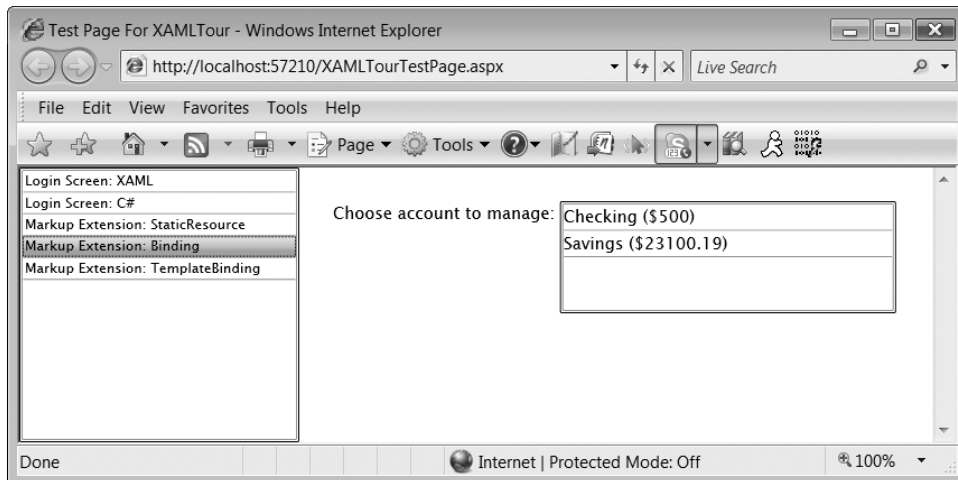 Test Page For XAMLTour - Windows Internet Explorer
http://localhost:57210/XAMLTourTestPage.aspx
Live Search
File Edit View Favorites Tools Help
Page Tools
Login Screen: XAML
Login Screen: C#
Markup Extension: StaticResource
Markup Extension: Binding
Markup Extension: TemplateBinding
Choose account to manage:
Checking ($500)
Savings ($23100.19)
Done
Internet | Protected Mode: Off
100%